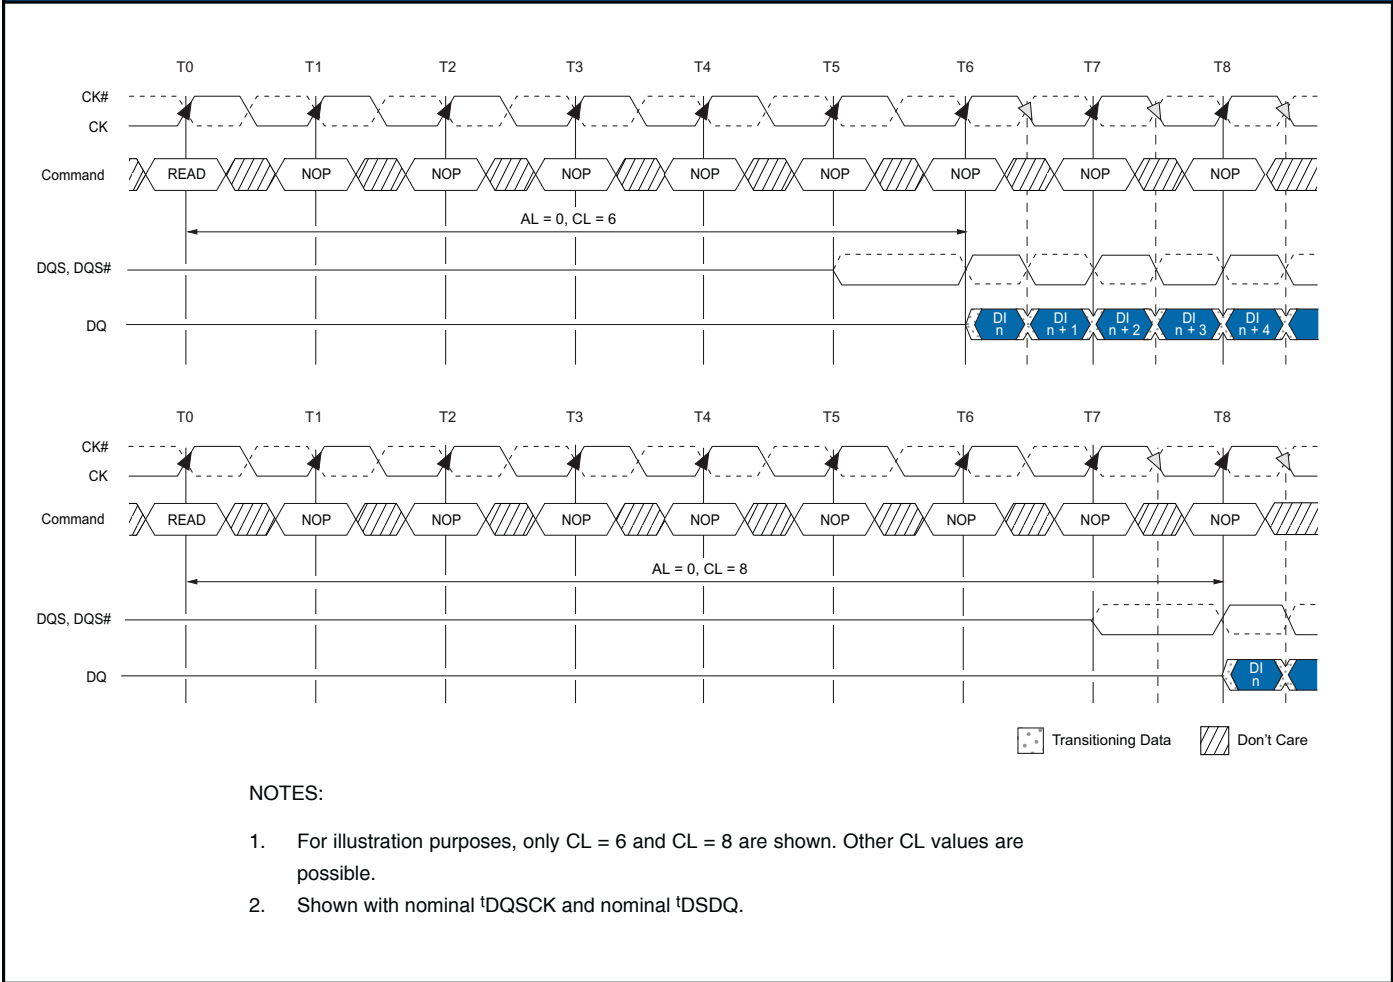 T0 T1 T2 T3 T4 T5 T6 T7 T8
CK#
CK
Command READ NOP NOP NOP NOP NOP NOP NOP NOP
AL = 0, CL = 6
DQS, DQS#
DQ DI n DI n + 1 DI n + 2 DI n + 3 DI n + 4
T0 T1 T2 T3 T4 T5 T6 T7 T8
CK#
CK
Command READ NOP NOP NOP NOP NOP NOP NOP NOP
AL = 0, CL = 8
DQS, DQS#
DQ DI n
Transitioning Data Don't Care
NOTES:
1. For illustration purposes, only CL = 6 and CL = 8 are shown. Other CL values are
possible.
2. Shown with nominal tDQSCK and nominal tDSDQ.